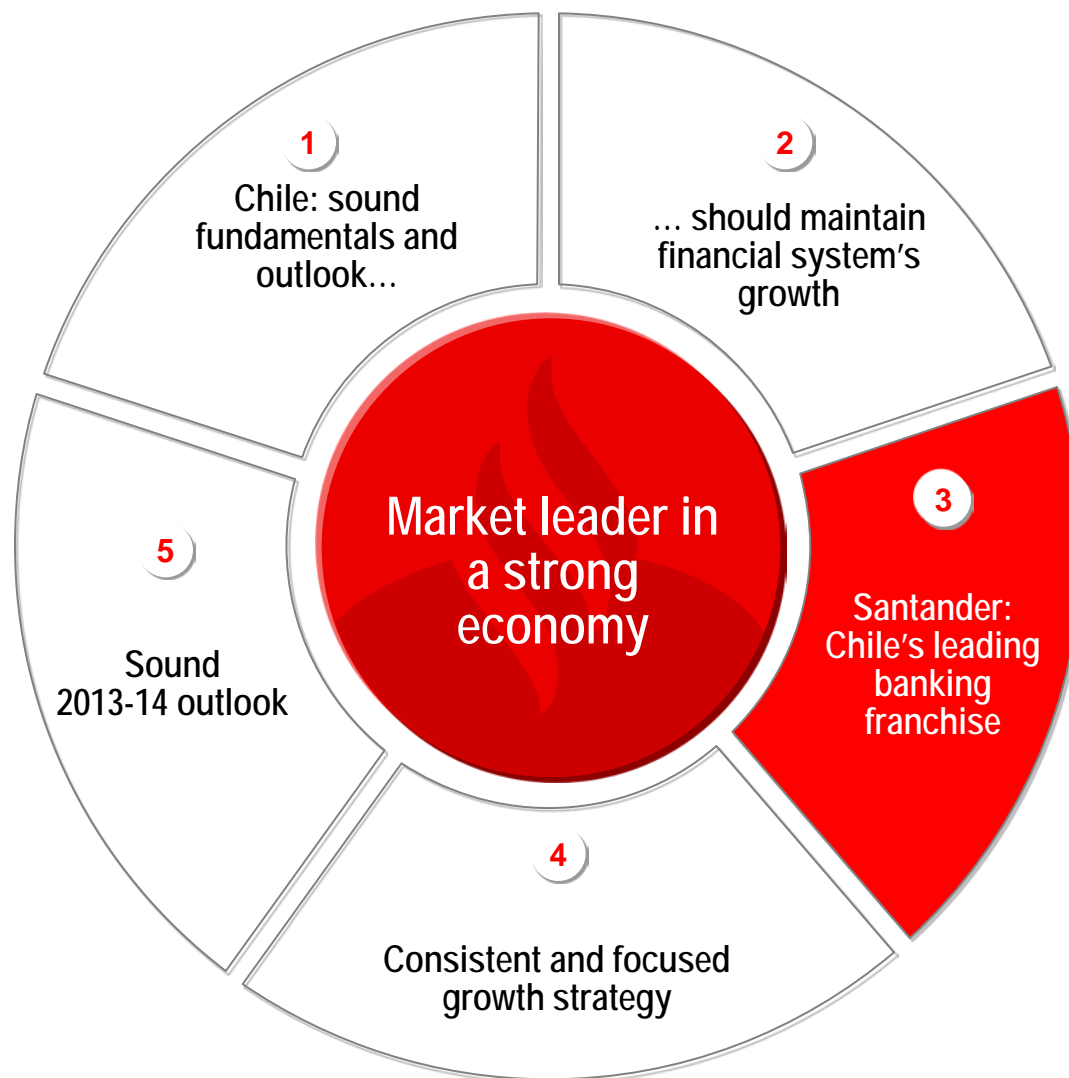 1
Chile: sound
fundamentals and
outlook…
2
… should maintain
financial system's
growth
3
Santander:
Chile's leading
banking
franchise
4
Consistent and focused
growth strategy
5
Sound
2013-14 outlook
Market leader in
a strong
economy